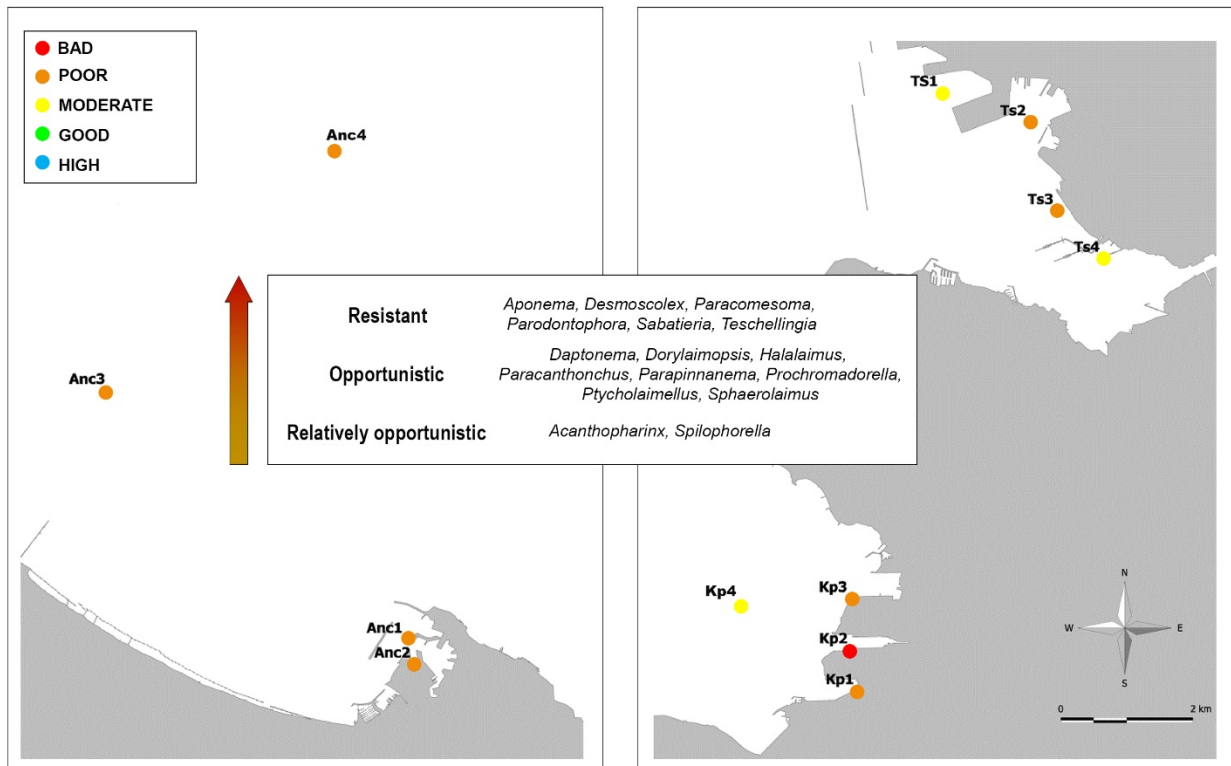 BAD
POOR
MODERATE
GOOD
HIGH
Anc4
Anc3
Anc1
Anc2
TS1
Ts2
Ts3
Ts4
Resistant
Aponema, Desmoscolex, Paracomesoma,
Parodontophora, Sabatieria, Teschellingia
Opportunistic
Daptonema, Dorylaimopsis, Halalaimus,
Paracanthonchus, Parapinnanema, Prochromadorella,
Ptycholaimellus, Sphaerolaimus
Relatively opportunistic
Acanthopharinx, Spilophorella
Kp4
Kp3
Kp2
Kp1
N
W
E
S
0
2 km